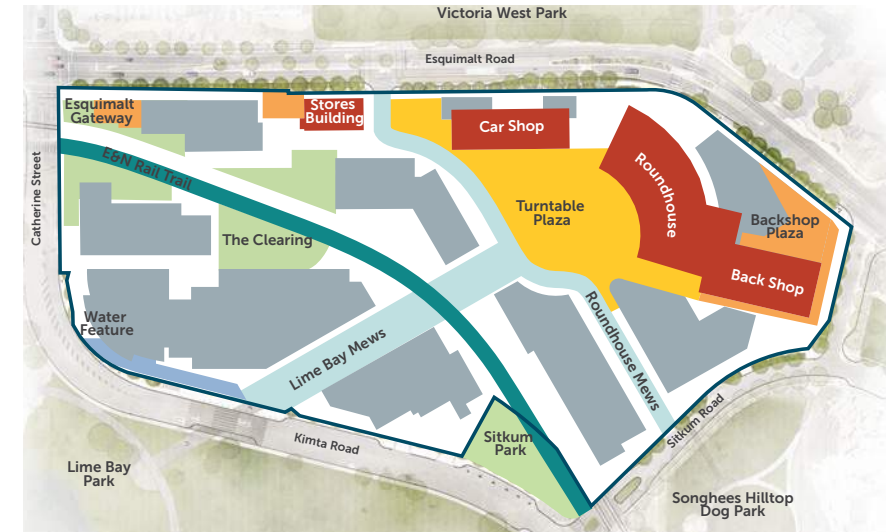 Victoria West Park
Esquimalt Road
Esquimalt
Gateway
Stores
Building
Car Shop
E&N Rail Trail
Catherine Street
Roundhouse
Turntable
Plaza
Backshop
Plaza
The Clearing
Back Shop
Water
Feature
Lime Bay Mews
Roundhouse Mews
Sitkum Road
Kimta Road
Sitkum
Park
Lime Bay
Park
Songhees Hilltop
Dog Park